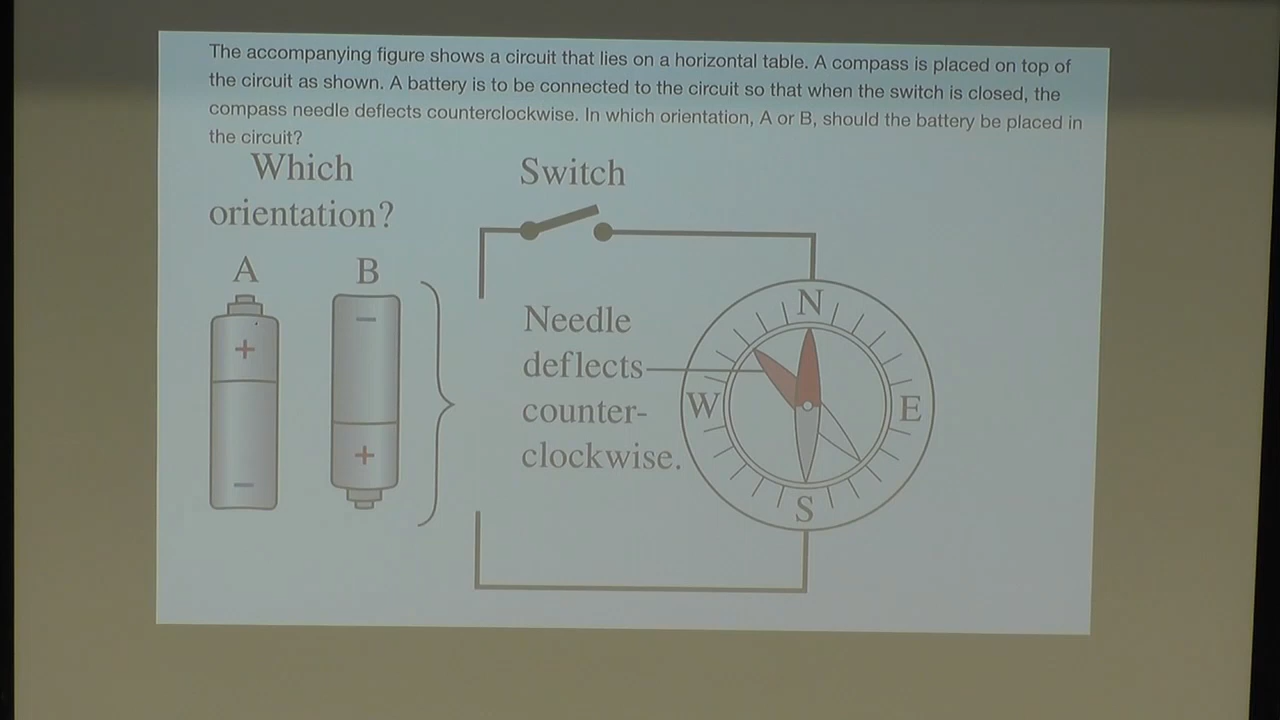 The accompanying figure shows a circuit that lies on a horizontal table. A compass is placed on top of
the circuit as shown. A battery is to be connected to the circuit so that when the switch is closed, the
compass needle deflects counterclockwise. In which orientation, A or B, should the battery be placed in
the circuit?
Which
orientation?
Switch
A
B
+
−
−
+
Needle
deflects
counter-
clockwise.
N
W
E
S